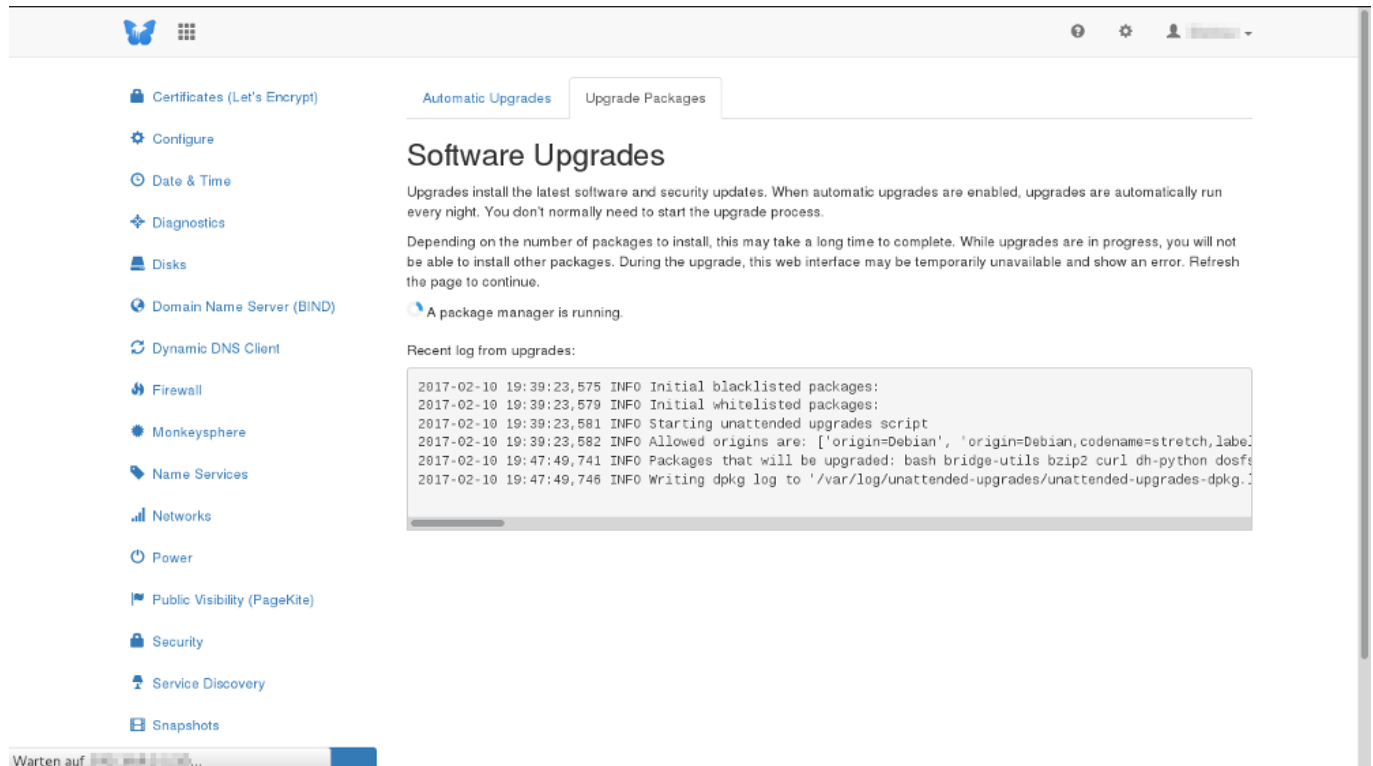 Certificates (Let's Encrypt)
Configure
Date & Time
Diagnostics
Disks
Domain Name Server (BIND)
Dynamic DNS Client
Firewall
Monkeysphere
Name Services
Networks
Power
Public Visibility (PageKite)
Security
Service Discovery
Snapshots
Automatic Upgrades Upgrade Packages
Software Upgrades
Upgrades install the latest software and security updates. When automatic upgrades are enabled, upgrades are automatically run
every night. You don't normally need to start the upgrade process.
Depending on the number of packages to install, this may take a long time to complete. While upgrades are in progress, you will not
be able to install other packages. During the upgrade, this web interface may be temporarily unavailable and show an error. Refresh
the page to continue.
A package manager is running.
Recent log from upgrades:
2017-02-10 19:39:23,575 INFO Initial blacklisted packages:
2017-02-10 19:39:23,579 INFO Initial whitelisted packages:
2017-02-10 19:39:23,581 INFO Starting unattended upgrades script
2017-02-10 19:39:23,582 INFO Allowed origins are: ['origin=Debian', 'origin=Debian,codename=stretch,label
2017-02-10 19:47:49,741 INFO Packages that will be upgraded: bash bridge-utils bzip2 curl dh-python dosfs
2017-02-10 19:47:49,746 INFO Writing dpkg log to '/var/log/unattended-upgrades/unattended-upgrades-dpkg.l
Warten auf ...